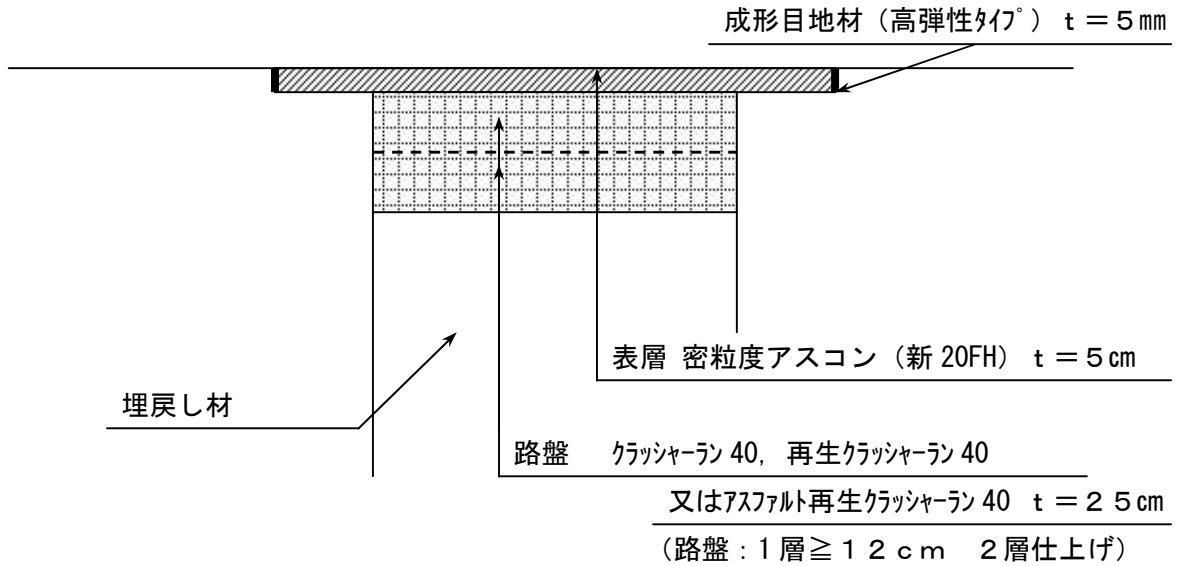 成形目地材（高弾性ﾀｲﾌﾟ）ｔ＝５㎜
表層 密粒度アスコン（新 20FH）ｔ＝５㎝
埋戻し材
路盤　ｸﾗｯｼｬｰﾗﾝ 40，再生ｸﾗｯｼｬｰﾗﾝ 40
又はｱｽﾌｧﾙﾄ再生ｸﾗｯｼｬｰﾗﾝ 40　ｔ＝２５㎝
（路盤：1 層≧１２ｃｍ　２層仕上げ）